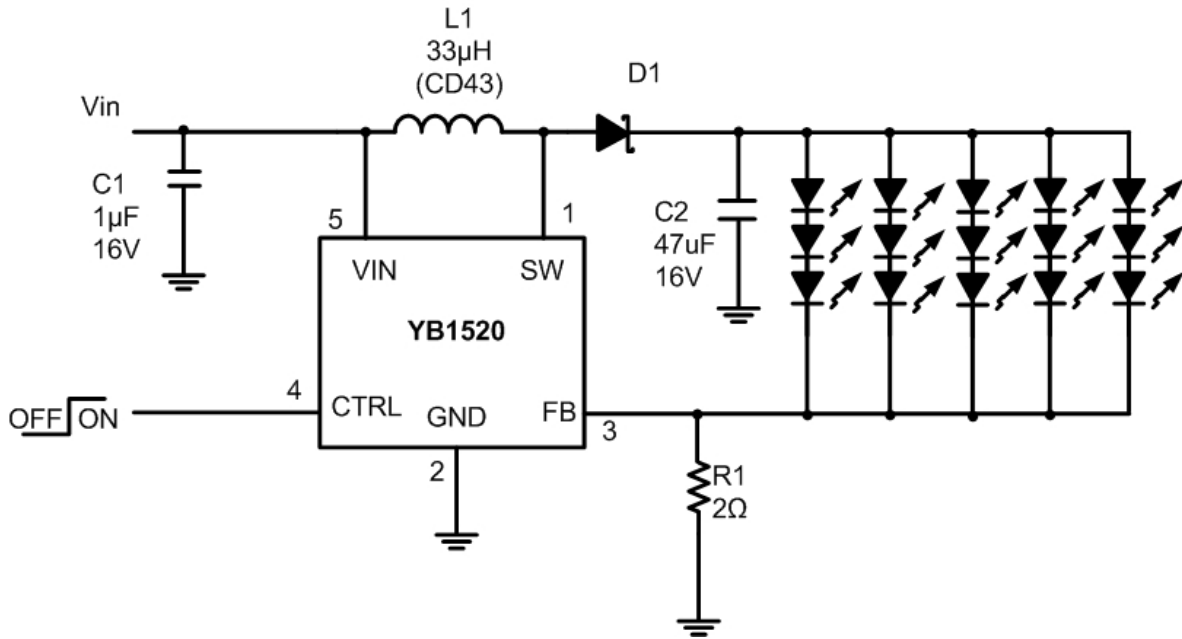 L1
33µH
(CD43)
D1
Vin
C1
1µF
16V
5
1
C2
47uF
16V
VIN
SW
YB1520
4
CTRL
GND
FB
3
OFF ON
2
R1
2Ω